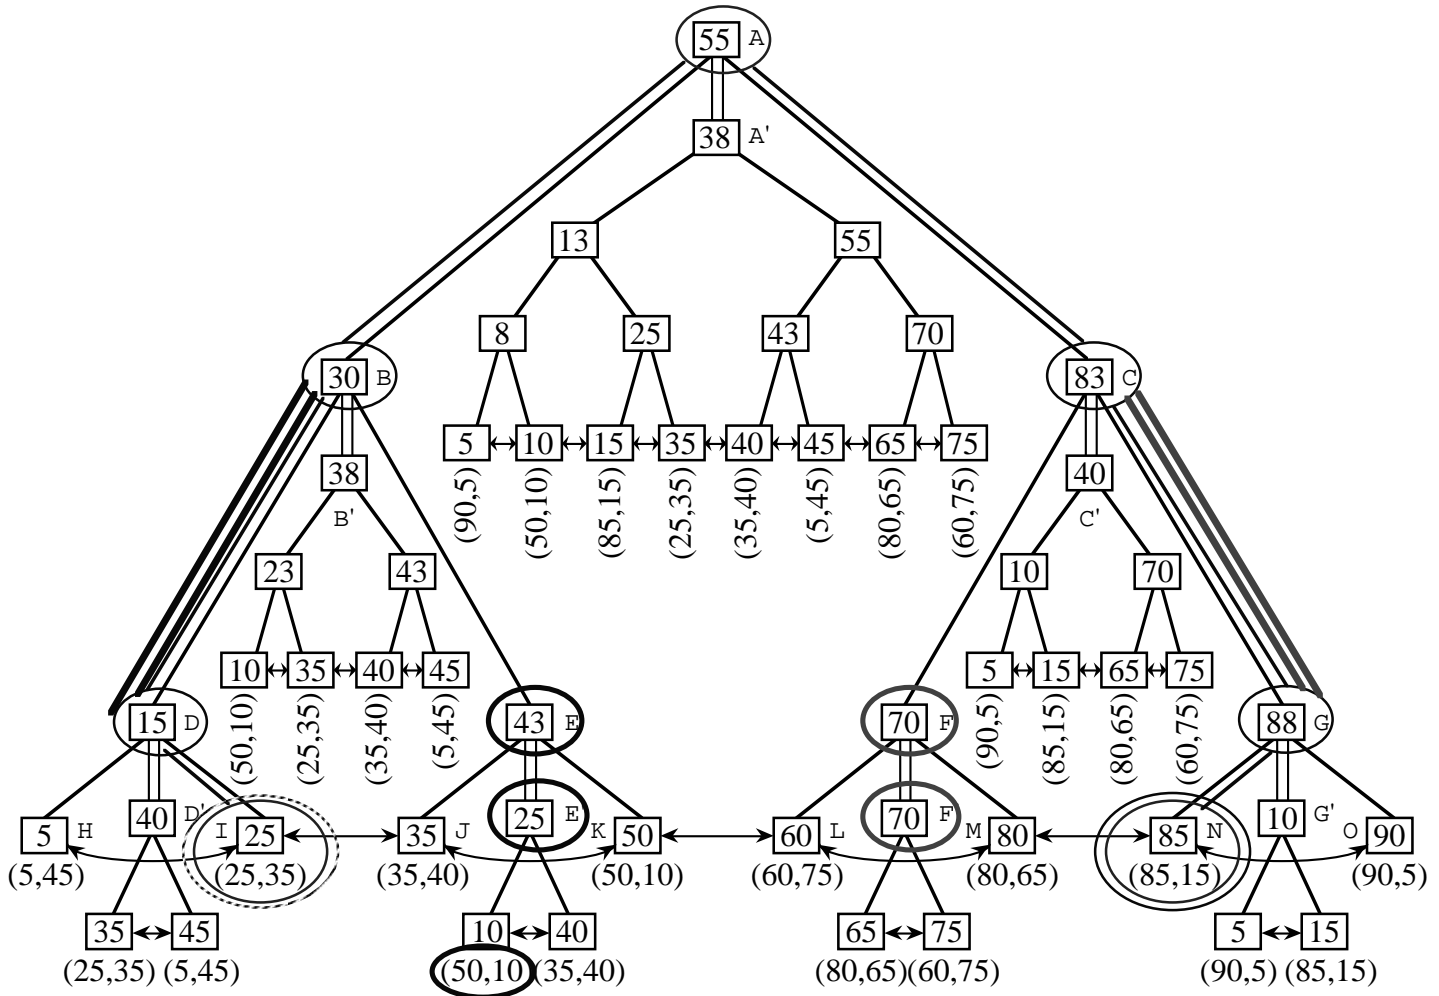 55 A
38 A'
13 55
8 25 43 70
30 B 83 C
5 10 15 35 40 45 65 75
(90,5) (50,10) (85,15) (25,35) (35,40) (5,45) (80,65) (60,75)
38 40
B' C'
23 43 10 70
10 35 40 45 5 15 65 75
(50,10) (25,35) (35,40) (5,45) (90,5) (85,15) (80,65) (60,75)
15 D 43 E 70 F 88 G
5 H 40 D' I 25 35 J 25 E' K 50 60 L 70 F' M 80 85 N 10 G' O 90
(5,45) (25,35) (35,40) (50,10) (60,75) (80,65) (85,15) (90,5)
35 45 10 40 65 75 5 15
(25,35) (5,45) (50,10) (35,40) (80,65) (60,75) (90,5) (85,15)